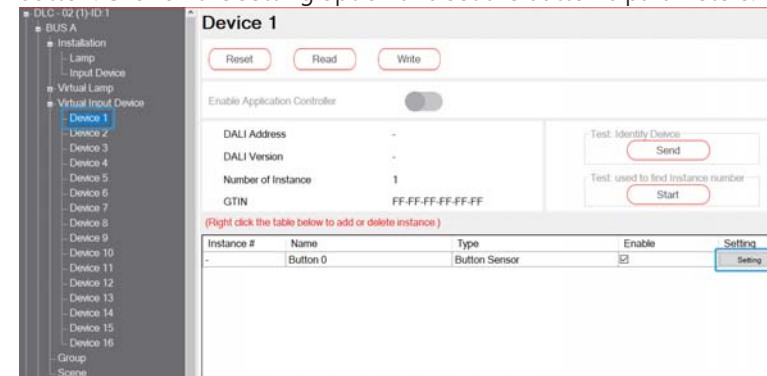 DLC - 02 (1)-ID:1
BUS A
Installation
Lamp
Input Device
Virtual Lamp
Virtual Input Device
Device 1
Device 2
Device 3
Device 4
Device 5
Device 6
Device 7
Device 8
Device 9
Device 10
Device 11
Device 12
Device 13
Device 14
Device 15
Device 16
Group
Scene
Device 1
Reset Read Write
Enable Application Controller
DALI Address -
DALI Version -
Number of Instance 1
GTIN FF-FF-FF-FF-FF-FF
Test: Identify Deivce
Send
Test: used to find Instance number
Start
(Right click the table below to add or delete instance.)
Instance # Name Type Enable Setting
- Button 0 Button Sensor Setting